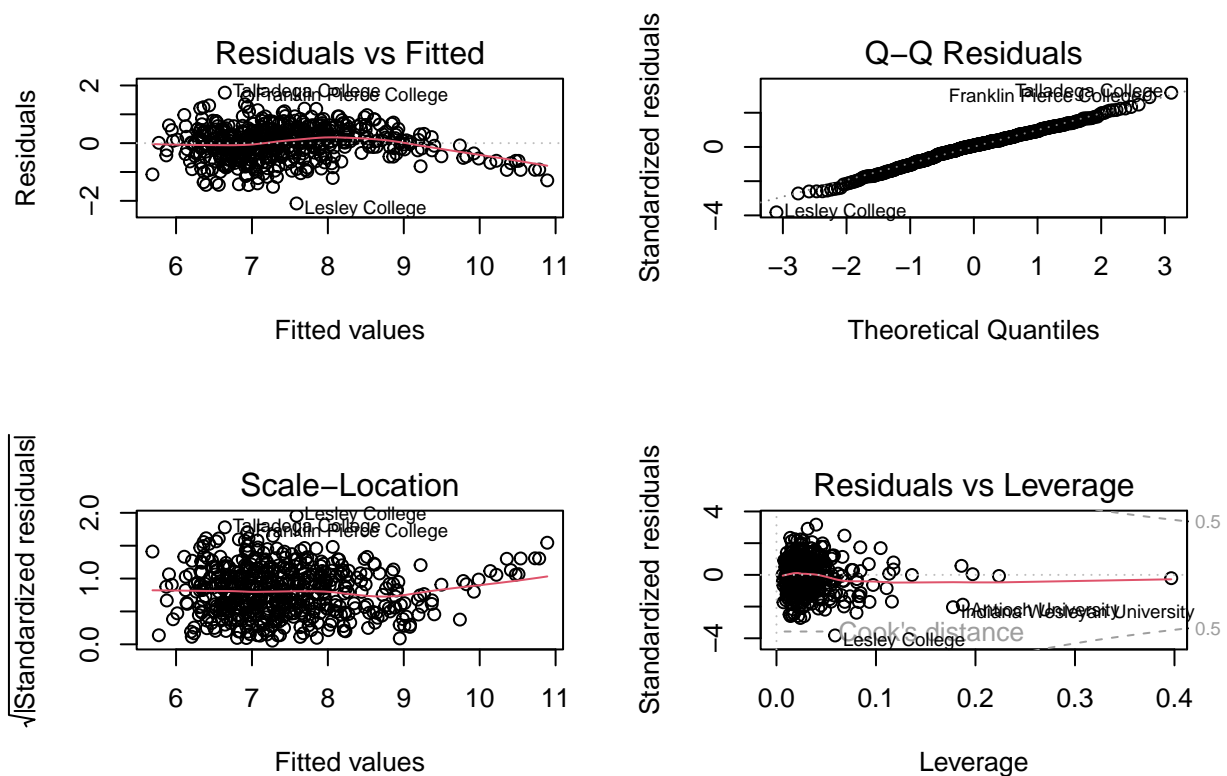 Residuals vs Fitted
Residuals
2
0
−2
Talladega College
Franklin Pierce College
Lesley College
6 7 8 9 10 11
Fitted values
Q−Q Residuals
Standardized residuals
0
−4
Talladega College
Franklin Pierce College
Lesley College
−3 −2 −1 0 1 2 3
Theoretical Quantiles
Scale−Location
√|Standardized residuals|
2.0
1.0
0.0
Lesley College
Talladega College
Franklin Pierce College
6 7 8 9 10 11
Fitted values
Residuals vs Leverage
Standardized residuals
4
0
−4
0.5
0.5
Antioch University
Indiana Wesleyan University
Cook's distance
Lesley College
0.0 0.1 0.2 0.3 0.4
Leverage